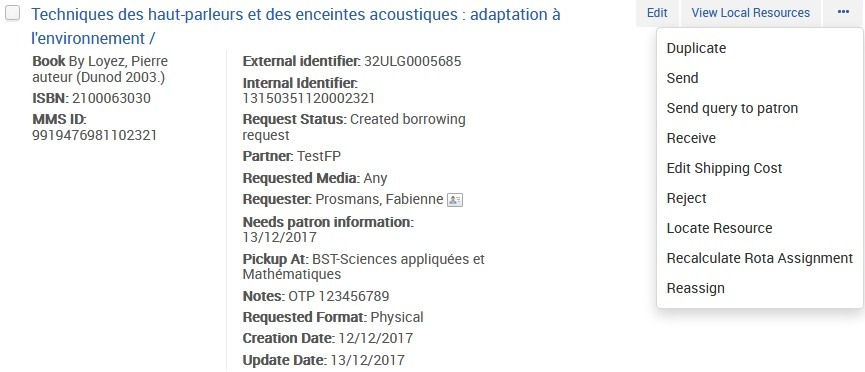 Techniques des haut-parleurs et des enceintes acoustiques : adaptation à
l'environnement /
Book By Loyez, Pierre
auteur (Dunod 2003.)
ISBN: 2100063030
MMS ID:
9919476981102321
External identifier: 32ULG0005685
Internal Identifier:
13150351120002321
Request Status: Created borrowing
request
Partner: TestFP
Requested Media: Any
Requester: Prosmans, Fabienne
Needs patron information:
13/12/2017
Pickup At: BST-Sciences appliquées et
Mathématiques
Notes: OTP 123456789
Requested Format: Physical
Creation Date: 12/12/2017
Update Date: 13/12/2017
Edit
View Local Resources
...
Duplicate
Send
Send query to patron
Receive
Edit Shipping Cost
Reject
Locate Resource
Recalculate Rota Assignment
Reassign